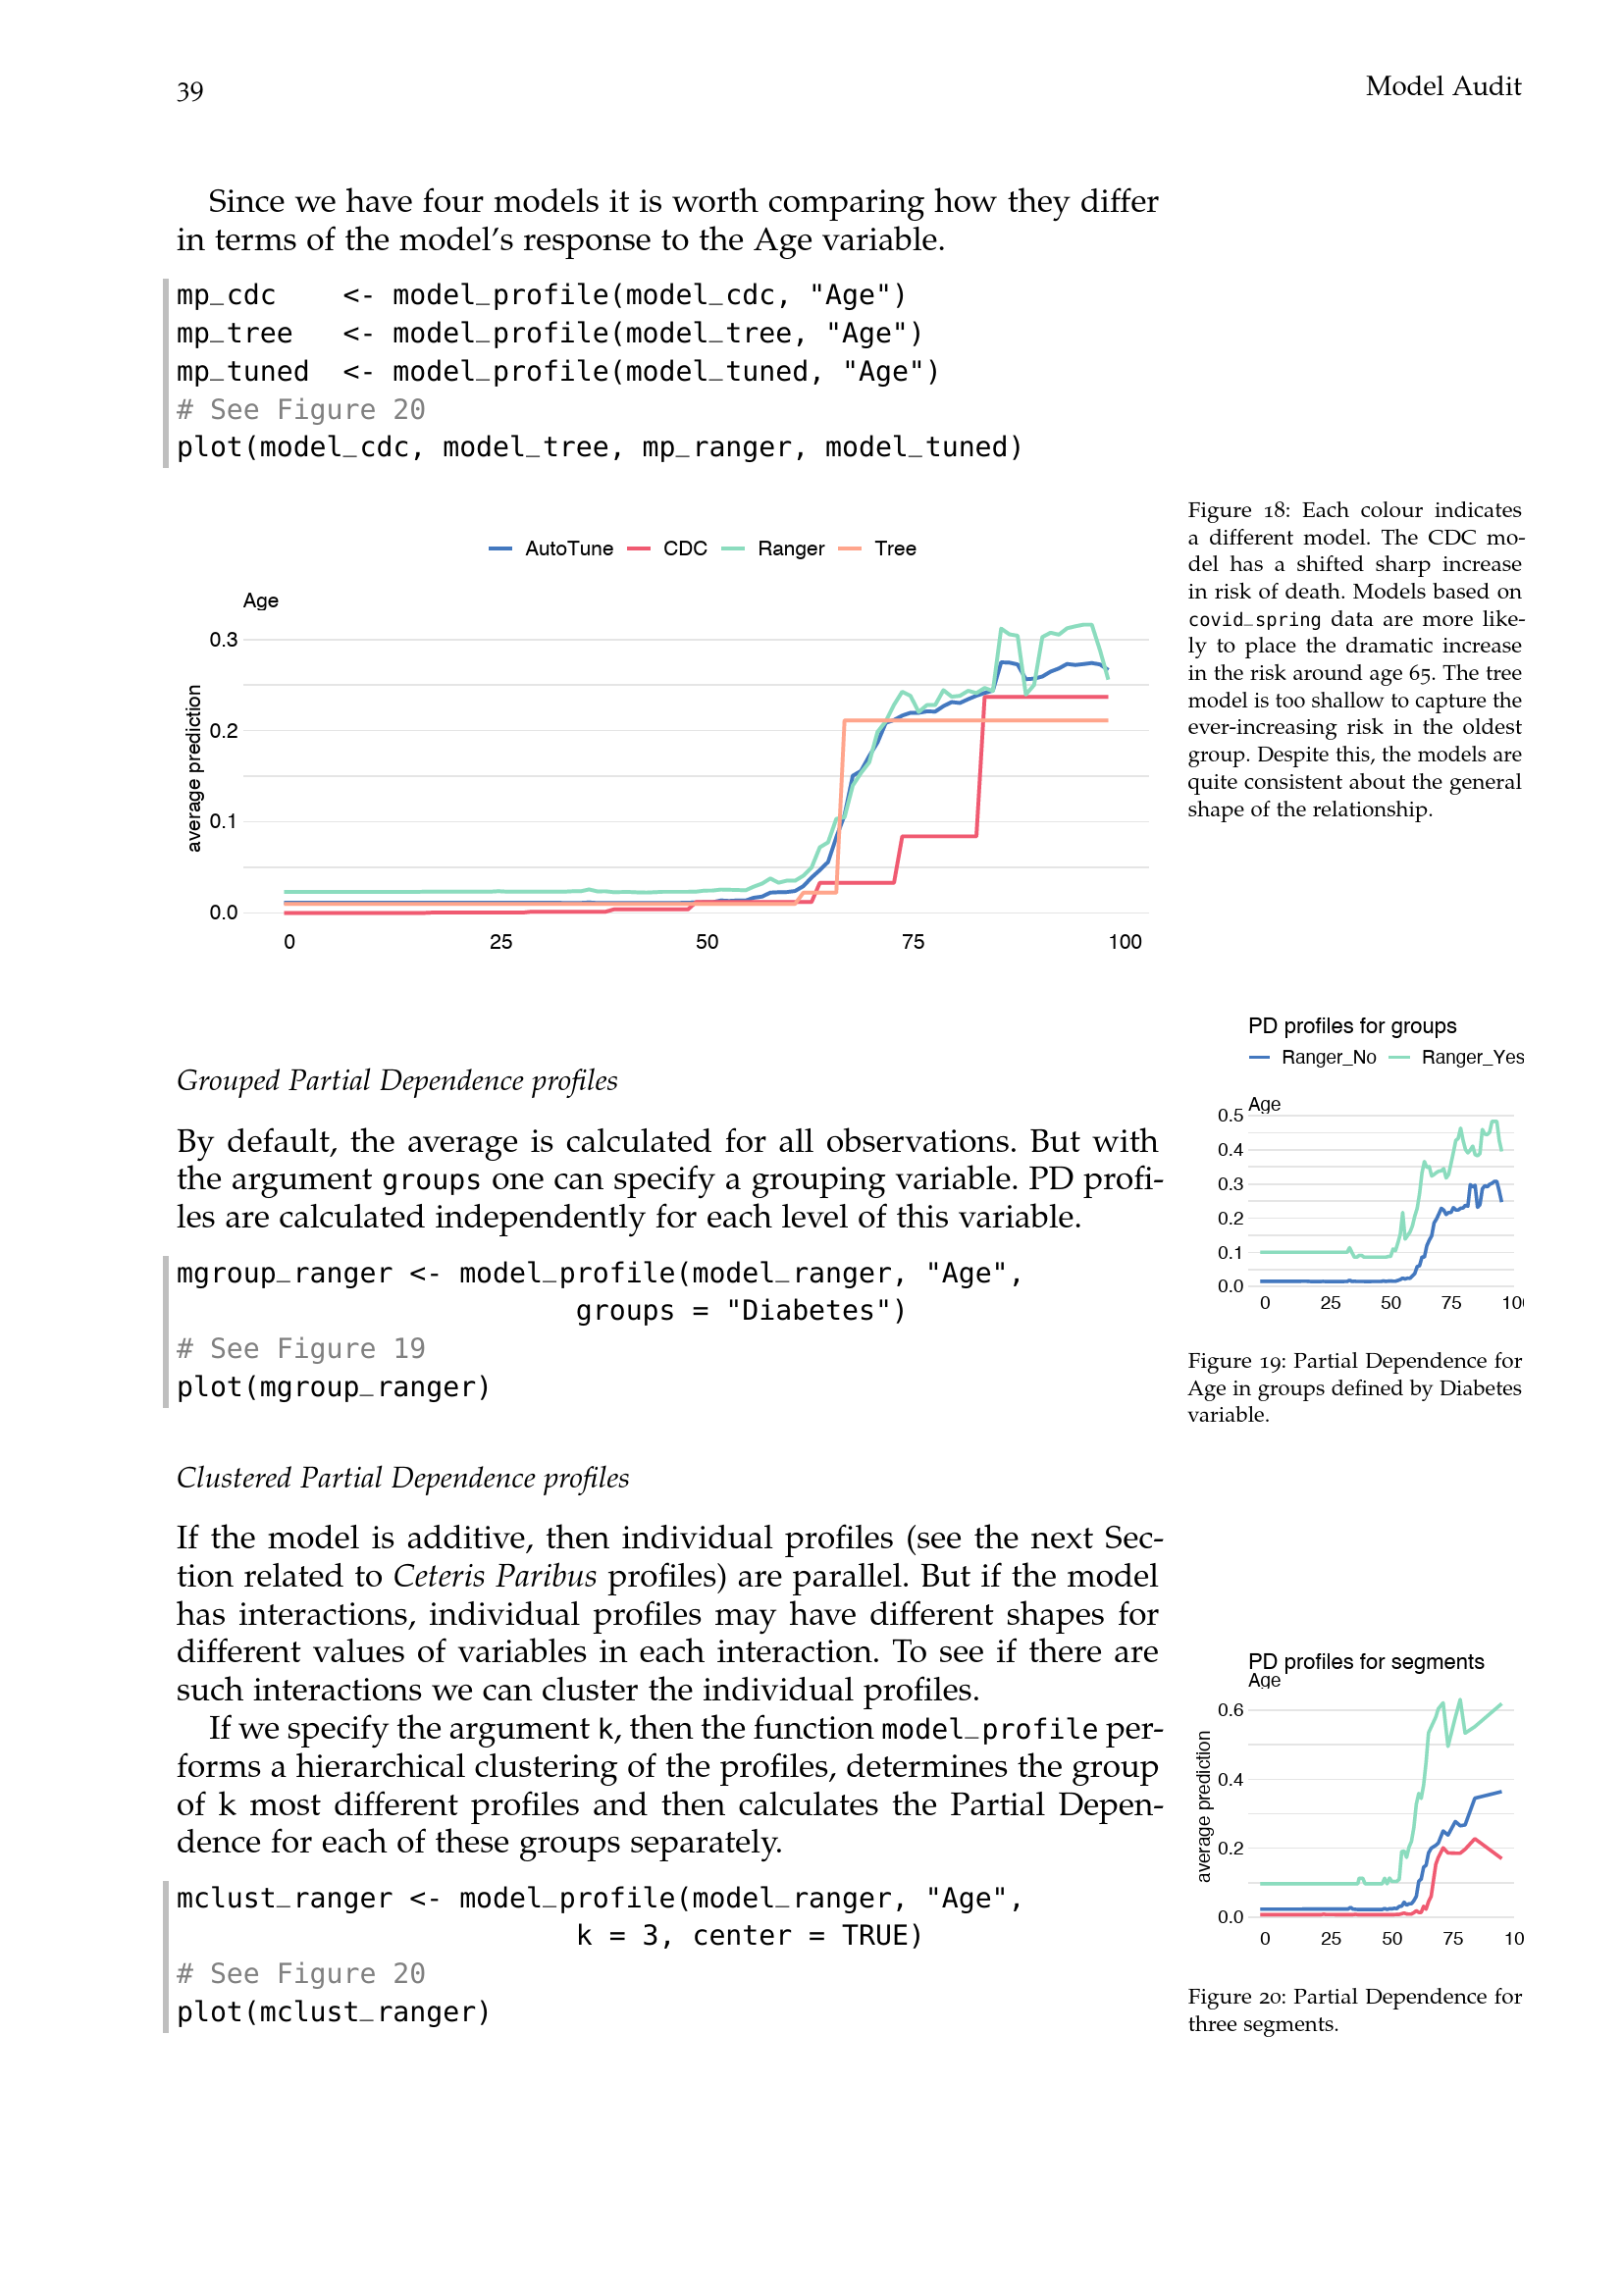 39
Model Audit
Since we have four models it is worth comparing how they differ
in terms of the model's response to the Age variable.
mp_cdc    <- model_profile(model_cdc, "Age")
mp_tree   <- model_profile(model_tree, "Age")
mp_tuned  <- model_profile(model_tuned, "Age")
# See Figure 20
plot(model_cdc, model_tree, mp_ranger, model_tuned)
AutoTune CDC Ranger Tree
Age
average prediction
0.3
0.2
0.1
0.0
0 25 50 75 100
Figure 18: Each colour indicates
a different model. The CDC mo-
del has a shifted sharp increase
in risk of death. Models based on
covid_spring data are more like-
ly to place the dramatic increase
in the risk around age 65. The tree
model is too shallow to capture the
ever-increasing risk in the oldest
group. Despite this, the models are
quite consistent about the general
shape of the relationship.
Grouped Partial Dependence profiles
By default, the average is calculated for all observations. But with
the argument groups one can specify a grouping variable. PD profi-
les are calculated independently for each level of this variable.
mgroup_ranger <- model_profile(model_ranger, "Age",
                        groups = "Diabetes")
# See Figure 19
plot(mgroup_ranger)
PD profiles for groups
Ranger_No Ranger_Yes
Age
0.5
0.4
0.3
0.2
0.1
0.0
0 25 50 75 100
Figure 19: Partial Dependence for
Age in groups defined by Diabetes
variable.
Clustered Partial Dependence profiles
If the model is additive, then individual profiles (see the next Sec-
tion related to Ceteris Paribus profiles) are parallel. But if the model
has interactions, individual profiles may have different shapes for
different values of variables in each interaction. To see if there are
such interactions we can cluster the individual profiles.
If we specify the argument k, then the function model_profile per-
forms a hierarchical clustering of the profiles, determines the group
of k most different profiles and then calculates the Partial Depen-
dence for each of these groups separately.
mclust_ranger <- model_profile(model_ranger, "Age",
                        k = 3, center = TRUE)
# See Figure 20
plot(mclust_ranger)
PD profiles for segments
Age
average prediction
0.6
0.4
0.2
0.0
0 25 50 75 10
Figure 20: Partial Dependence for
three segments.